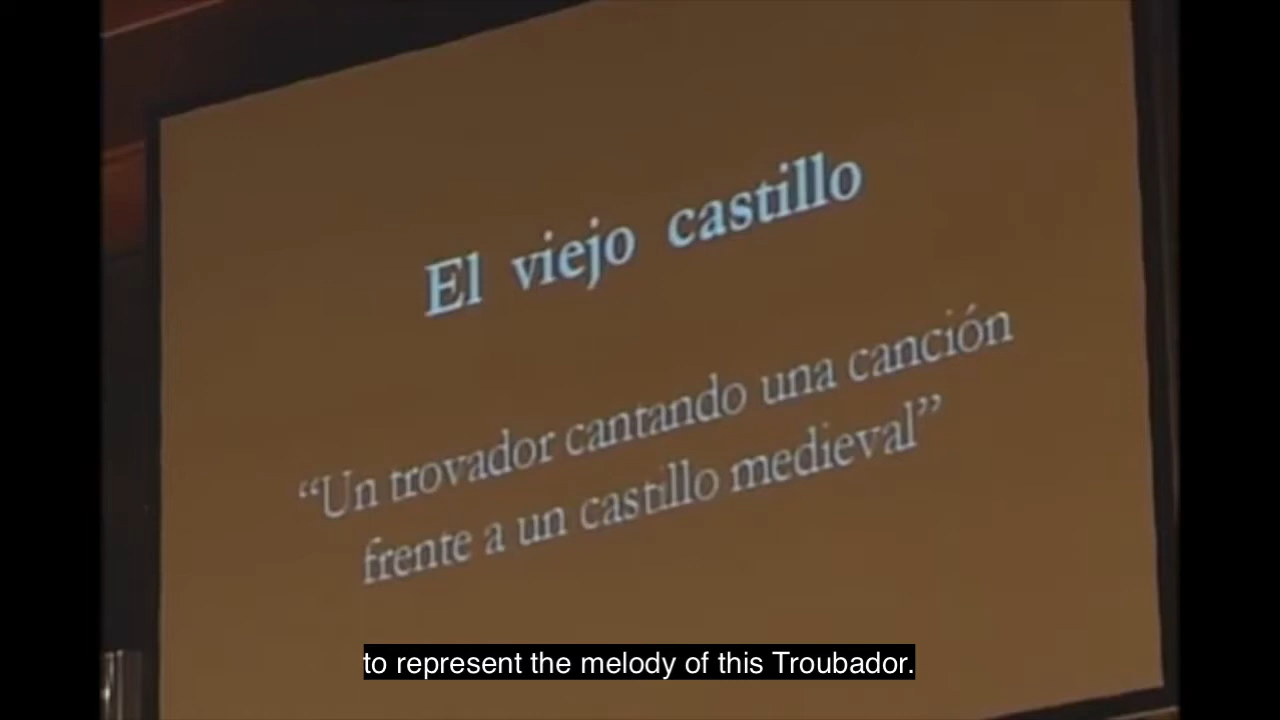 El viejo castillo
“Un trovador cantando una canción
frente a un castillo medieval”
to represent the melody of this Troubador.